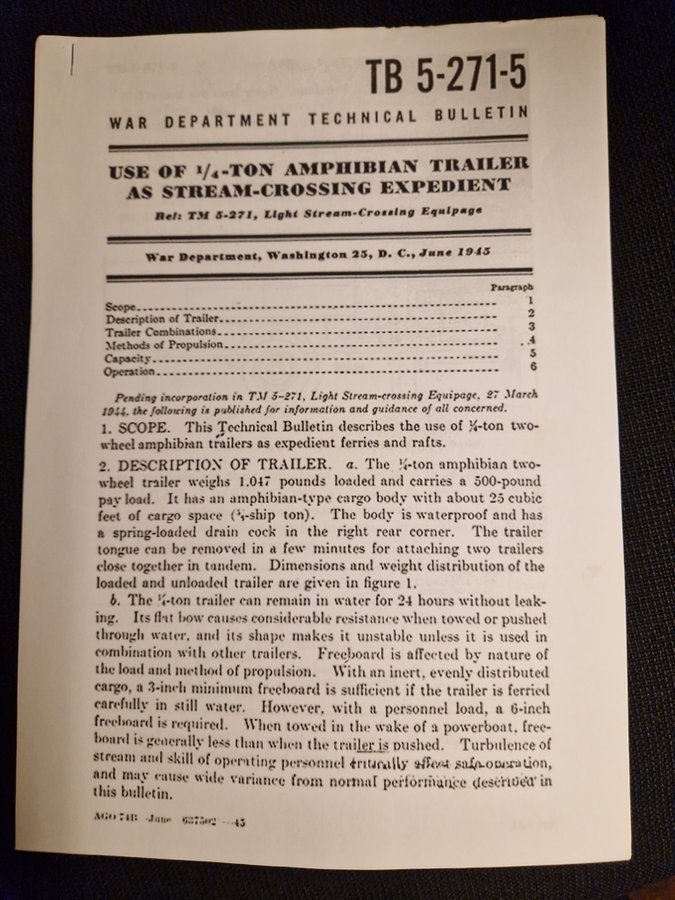 TB 5-271-5
WAR DEPARTMENT TECHNICAL BULLETIN
USE OF 1/4-TON AMPHIBIAN TRAILER
AS STREAM-CROSSING EXPEDIENT
Ref: TM 5-271, Light Stream-Crossing Equipage
War Department, Washington 25, D. C., June 1945
Paragraph
Scope 1
Description of Trailer 2
Trailer Combinations 3
Methods of Propulsion 4
Capacity 5
Operation 6
Pending incorporation in TM 5-271, Light Stream-crossing Equipage, 27 March
1944, the following is published for information and guidance of all concerned.
1. SCOPE. This Technical Bulletin describes the use of ¼-ton two-
wheel amphibian trailers as expedient ferries and rafts.
2. DESCRIPTION OF TRAILER. a. The ¼-ton amphibian two-
wheel trailer weighs 1,047 pounds loaded and carries a 500-pound
pay load. It has an amphibian-type cargo body with about 25 cubic
feet of cargo space ( -ship ton). The body is waterproof and has
a spring-loaded drain cock in the right rear corner. The trailer
tongue can be removed in a few minutes for attaching two trailers
close together in tandem. Dimensions and weight distribution of the
loaded and unloaded trailer are given in figure 1.
b. The ¼-ton trailer can remain in water for 24 hours without leak-
ing. Its flat bow causes considerable resistance when towed or pushed
through water, and its shape makes it unstable unless it is used in
combination with other trailers. Freeboard is affected by nature of
the load and method of propulsion. With an inert, evenly distributed
cargo, a 3-inch minimum freeboard is sufficient if the trailer is ferried
carefully in still water. However, with a personnel load, a 6-inch
freeboard is required. When towed in the wake of a powerboat, free-
board is generally less than when the trailer is pushed. Turbulence of
stream and skill of operating personnel critically affect safe operation,
and may cause wide variance from normal performance described in
this bulletin.
AGO 74B June 45